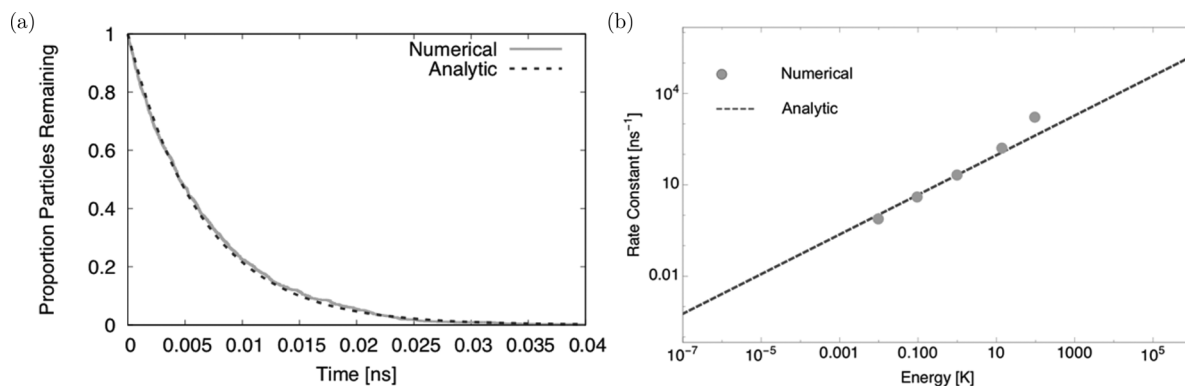 (a)
Proportion Particles Remaining
1
0.8
0.6
0.4
0.2
0
Numerical
Analytic
0 0.005 0.01 0.015 0.02 0.025 0.03 0.035 0.04
Time [ns]
(b)
Rate Constant [ns⁻¹]
10⁴
10
0.01
Numerical
Analytic
10⁻⁷ 10⁻⁵ 0.001 0.100 10 1000 10⁵
Energy [K]